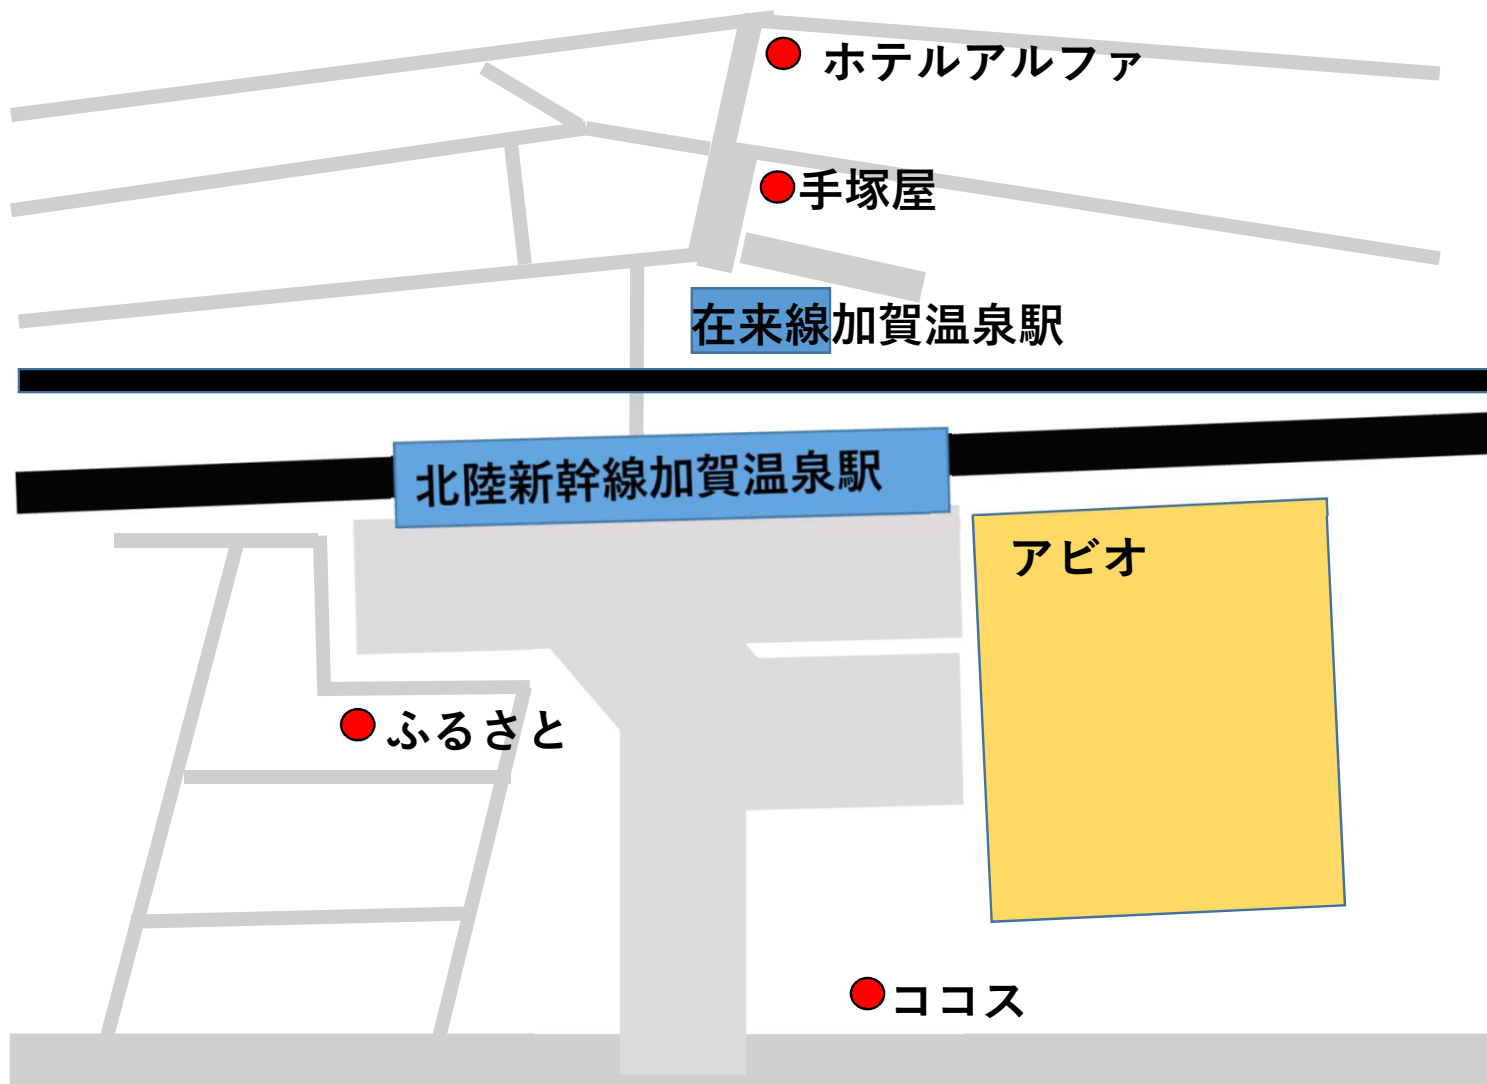 ホテルアルファ
手塚屋
在来線加賀温泉駅
北陸新幹線加賀温泉駅
アビオ
ふるさと
ココス